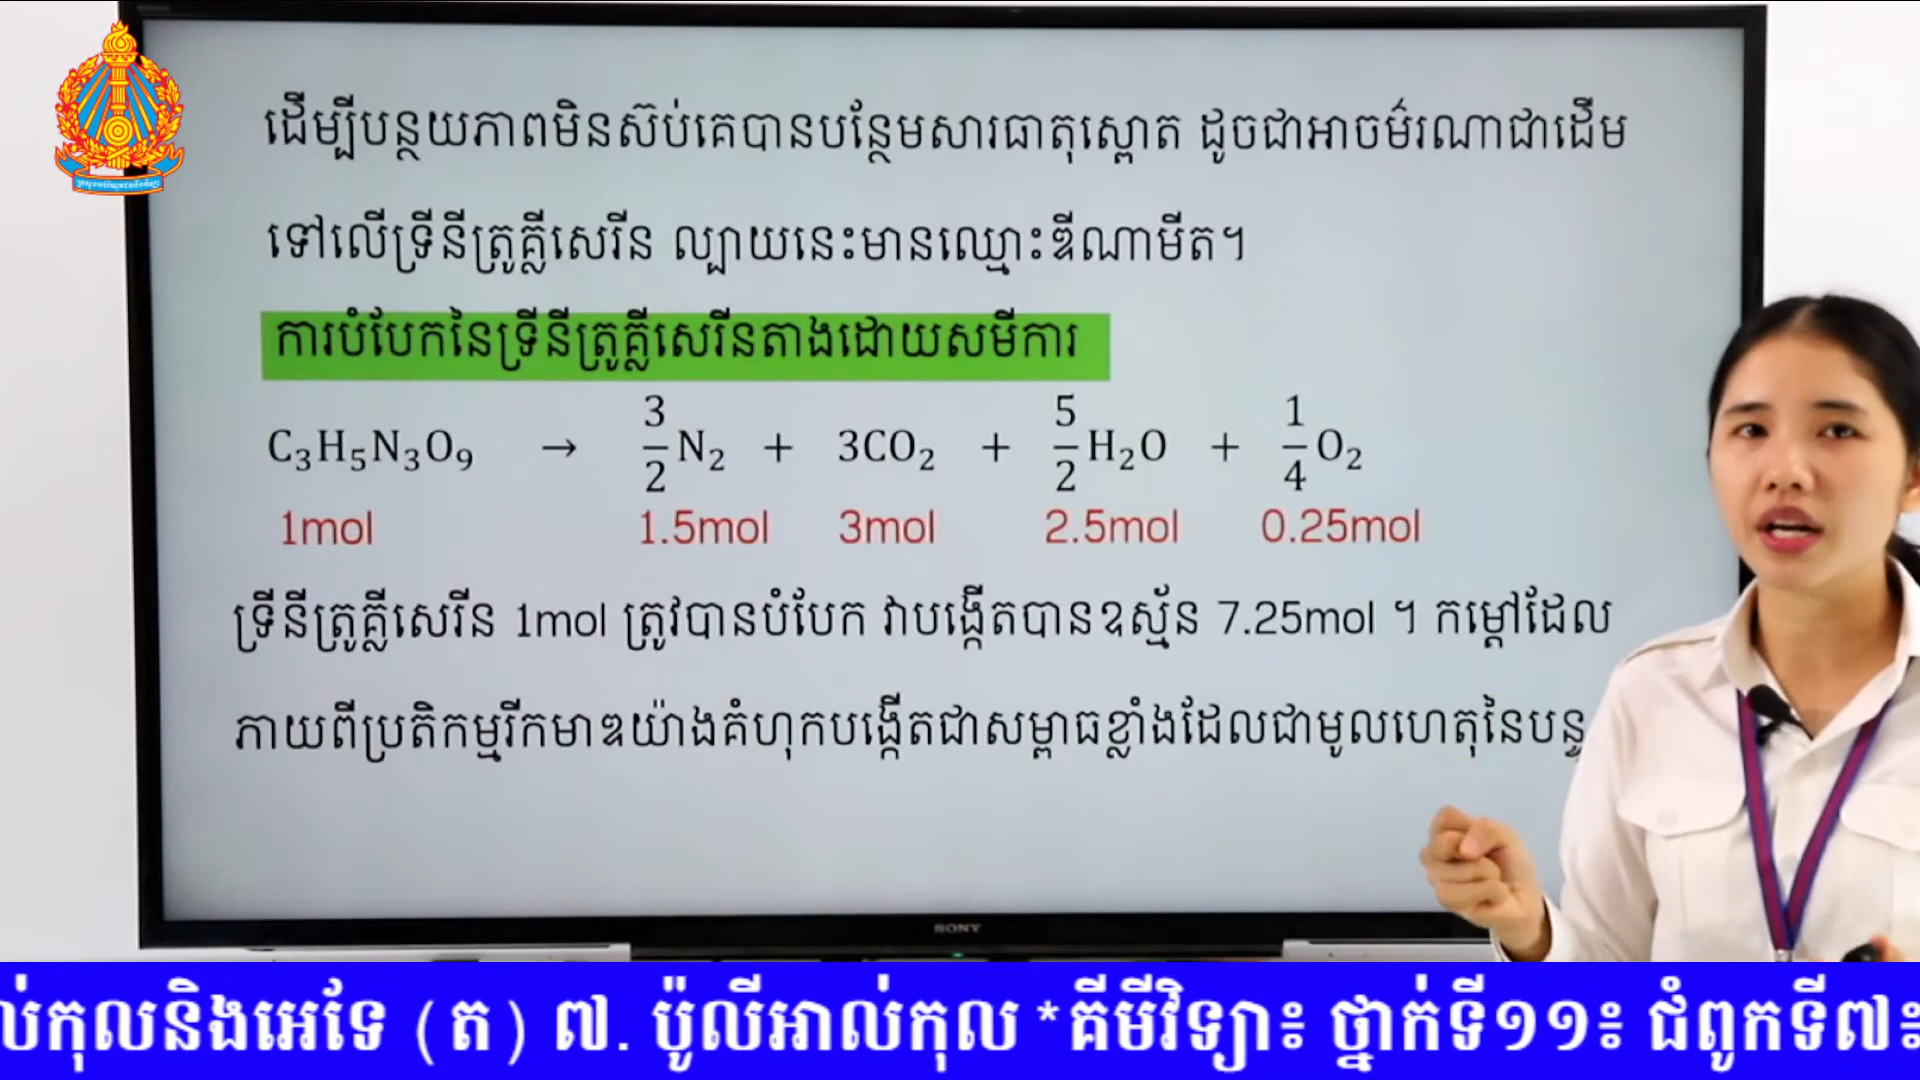 ដើម្បីបន្ថយភាពមិនស៊ប់គេបានបន្ថែមសារធាតុស្ពោត ដូចជាអាចម៌រណាជាដើម
ទៅលើទ្រីនីត្រូគ្លីសេរីន ល្បាយនេះមានឈ្មោះឌីណាមីត។
ការបំបែកនៃទ្រីនីត្រូគ្លីសេរីនតាងដោយសមីការ
C₃H₅N₃O₉ → 3/2 N₂ + 3CO₂ + 5/2 H₂O + 1/4 O₂
1mol 1.5mol 3mol 2.5mol 0.25mol
ទ្រីនីត្រូគ្លីសេរីន 1mol ត្រូវបានបំបែក វាបង្កើតបានឧស្ម័ន 7.25mol ។ កម្ដៅដែល
ភាយពីប្រតិកម្មរីកមាឌយ៉ាងគំហុកបង្កើតជាសម្ពាធខ្លាំងដែលជាមូលហេតុនៃបន្ទុ
SONY
ល់កុលនិងអេទែ (ត) ៧. ប៉ូលីអាល់កុល *គីមីវិទ្យា៖ ថ្នាក់ទី១១៖ ជំពូកទី៧៖